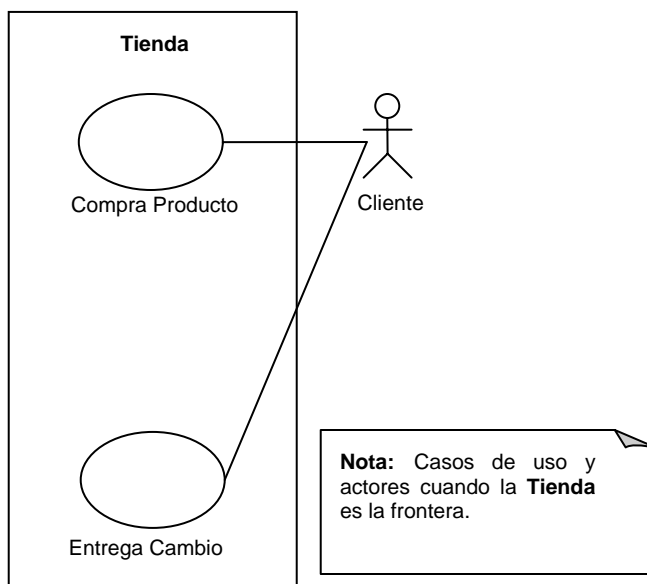 Tienda
Compra Producto
Cliente
Entrega Cambio
Nota: Casos de uso y
actores cuando la Tienda
es la frontera.